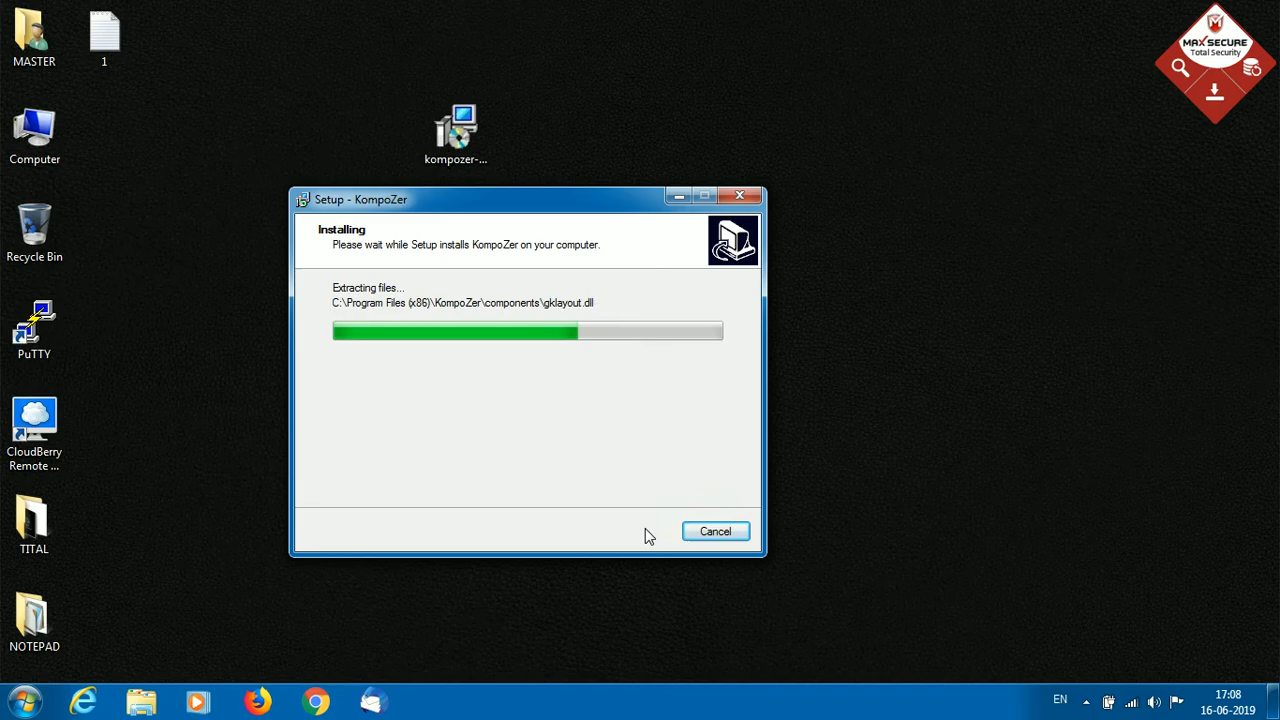 MASTER
1
Computer
Recycle Bin
PuTTY
CloudBerry
Remote ...
TITAL
NOTEPAD
kompozer-...
MAX SECURE
Total Security
Setup - KompoZer
Installing
Please wait while Setup installs KompoZer on your computer.
Extracting files...
C:\Program Files (x86)\KompoZer\components\gklayout.dll
Cancel
EN
17:08
16-06-2019